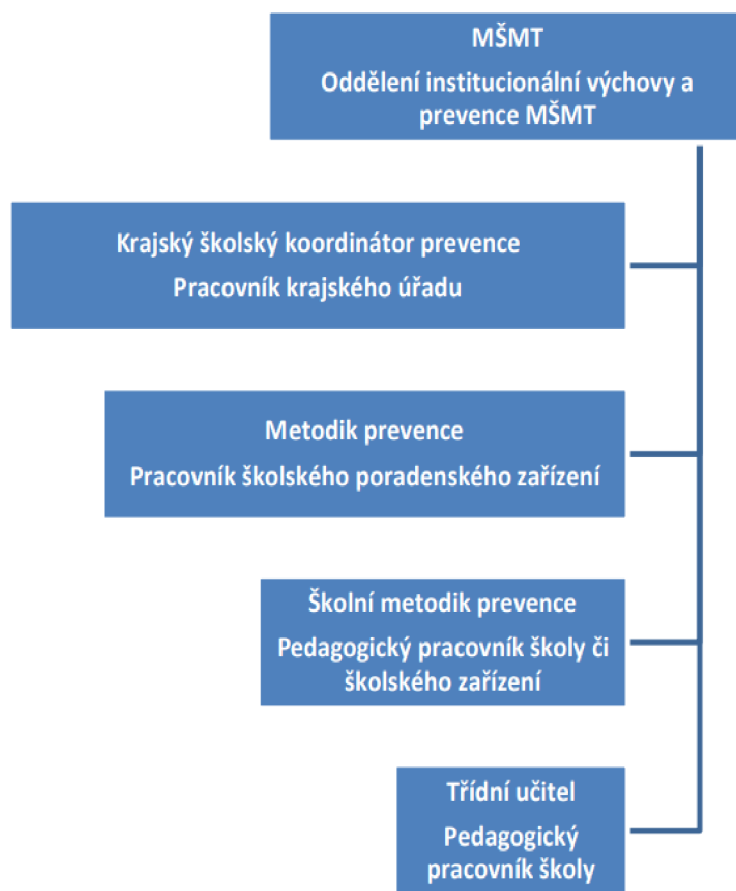 MŠMT
Oddělení institucionální výchovy a
prevence MŠMT
Krajský školský koordinátor prevence
Pracovník krajského úřadu
Metodik prevence
Pracovník školského poradenského zařízení
Školní metodik prevence
Pedagogický pracovník školy či
školského zařízení
Třídní učitel
Pedagogický
pracovník školy